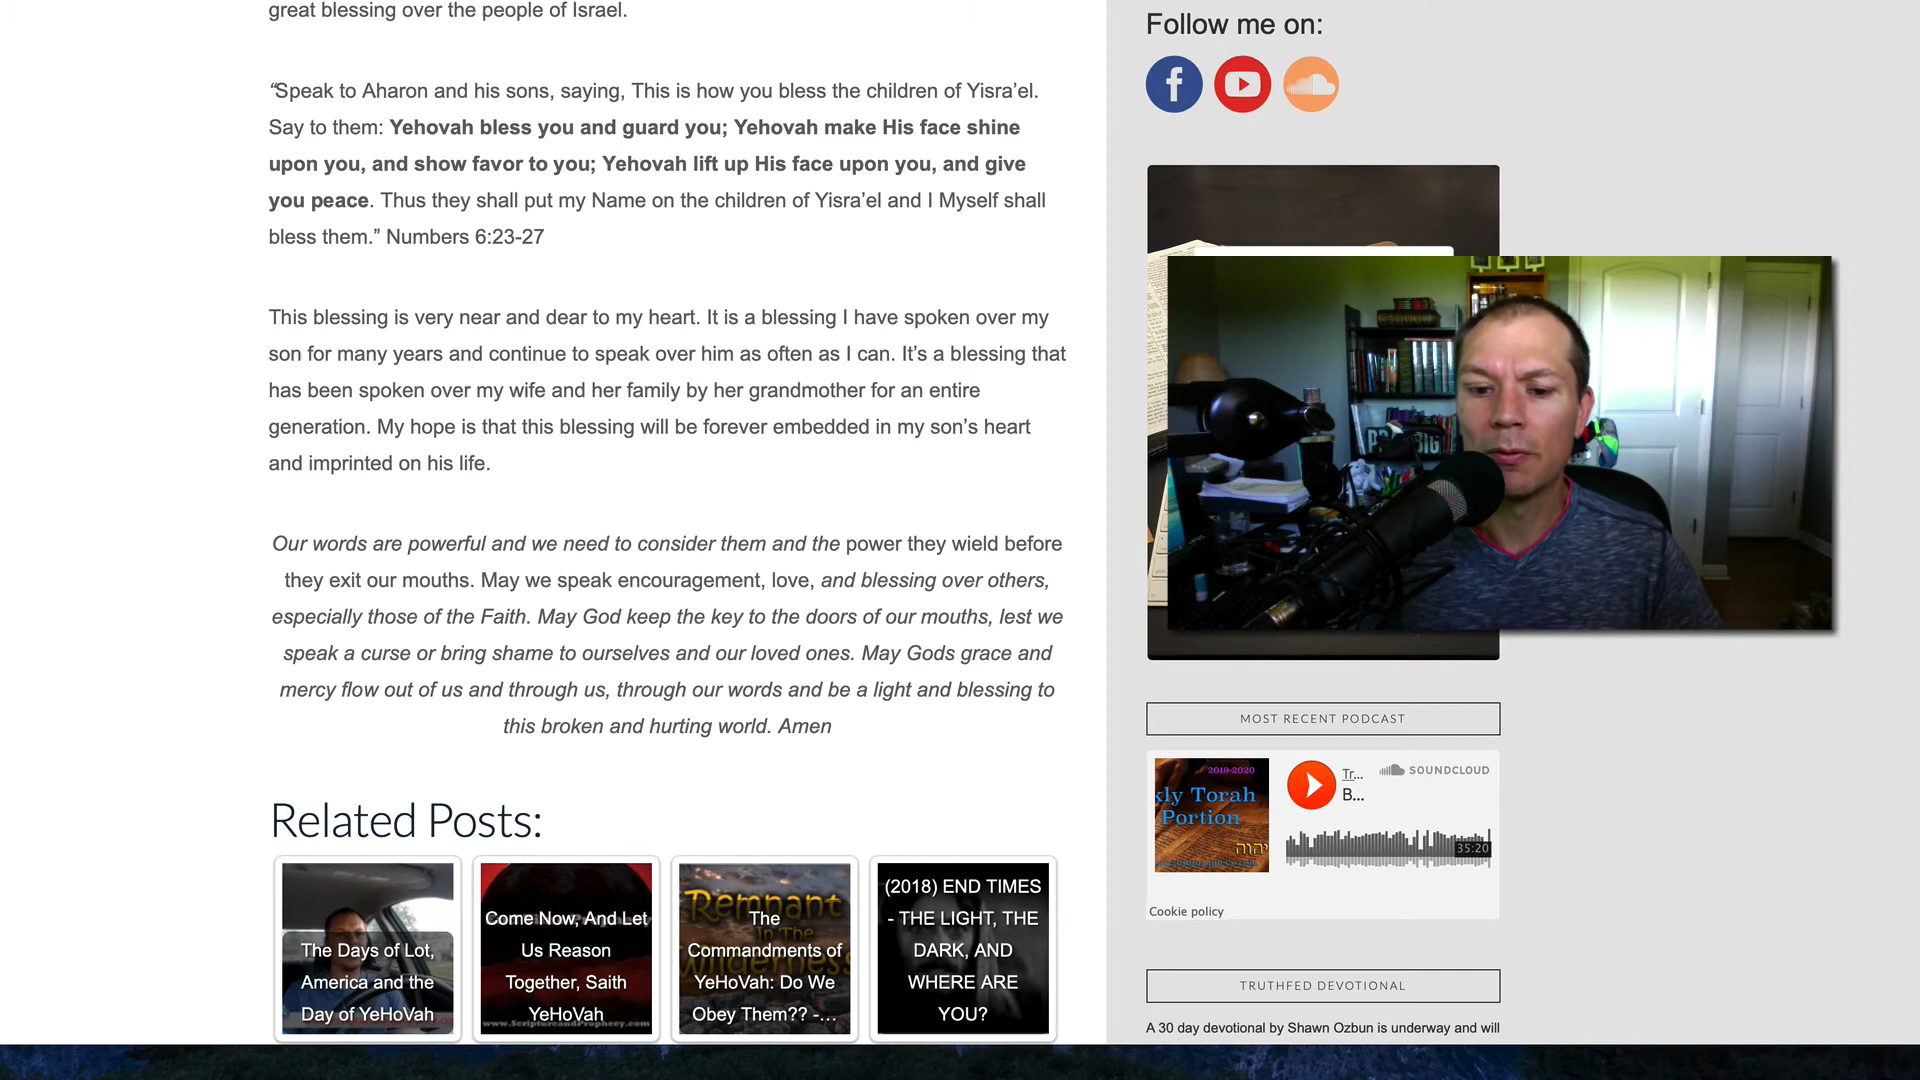 great blessing over the people of Israel.
“Speak to Aharon and his sons, saying, This is how you bless the children of Yisra’el.
Say to them: Yehovah bless you and guard you; Yehovah make His face shine
upon you, and show favor to you; Yehovah lift up His face upon you, and give
you peace. Thus they shall put my Name on the children of Yisra’el and I Myself shall
bless them.” Numbers 6:23-27
This blessing is very near and dear to my heart. It is a blessing I have spoken over my
son for many years and continue to speak over him as often as I can. It’s a blessing that
has been spoken over my wife and her family by her grandmother for an entire
generation. My hope is that this blessing will be forever embedded in my son’s heart
and imprinted on his life.
Our words are powerful and we need to consider them and the power they wield before
they exit our mouths. May we speak encouragement, love, and blessing over others,
especially those of the Faith. May God keep the key to the doors of our mouths, lest we
speak a curse or bring shame to ourselves and our loved ones. May Gods grace and
mercy flow out of us and through us, through our words and be a light and blessing to
this broken and hurting world. Amen
Related Posts:
The Days of Lot,
America and the
Day of YeHoVah
Come Now, And Let
Us Reason
Together, Saith
YeHoVah
www.ScriptureandProphecy.com
Remnant
In The
Wilderness
The
Commandments of
YeHoVah: Do We
Obey Them?? -...
(2018) END TIMES
- THE LIGHT, THE
DARK, AND
WHERE ARE
YOU?
Follow me on:
MOST RECENT PODCAST
2019-2020
kly Torah
Portion
יהוה
Tr...
B...
SOUNDCLOUD
35:20
Cookie policy
TRUTHFED DEVOTIONAL
A 30 day devotional by Shawn Ozbun is underway and will